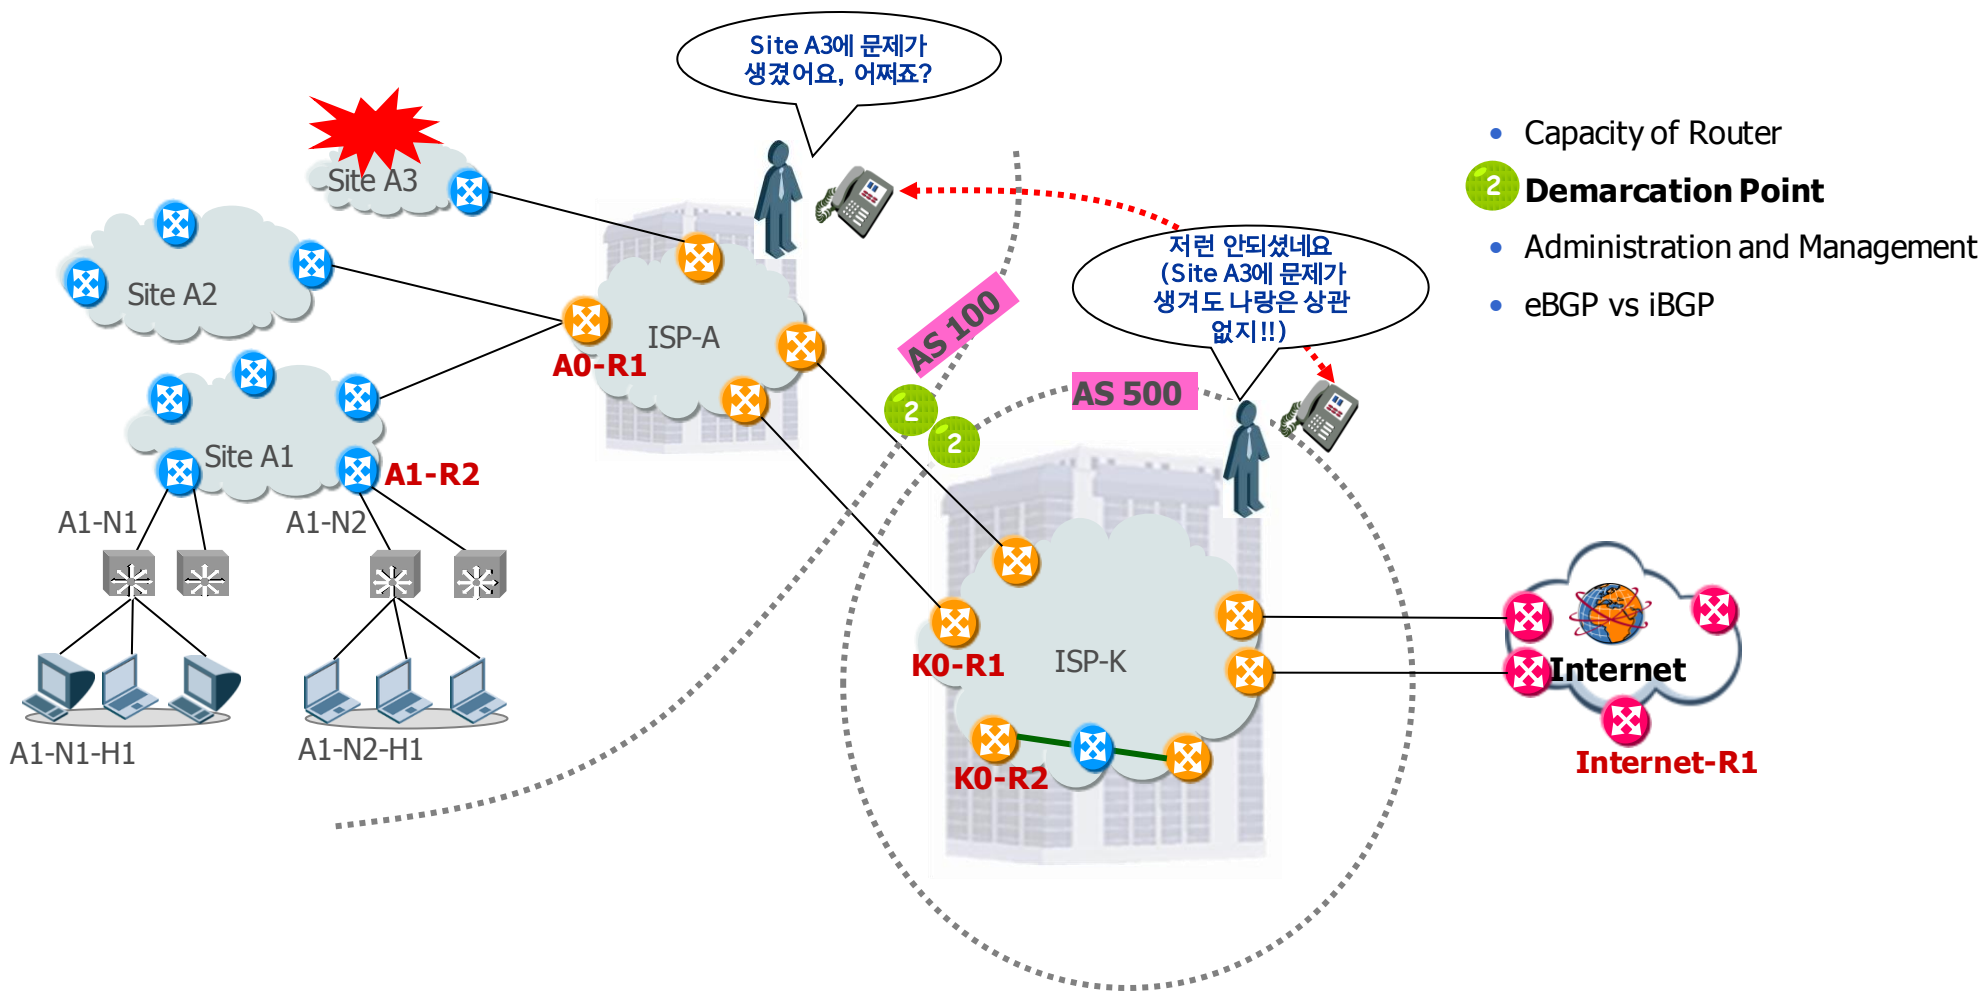 Site A3에 문제가
생겼어요, 어쩌죠?
Site A3
Site A2
ISP-A
A0-R1
Site A1
A1-R2
A1-N1
A1-N2
A1-N1-H1
A1-N2-H1
AS 100
2
2
저런 안되셨네요
(Site A3에 문제가
생겨도 나랑은 상관
없지!!)
AS 500
K0-R1
ISP-K
K0-R2
Internet
Internet-R1
• Capacity of Router
2 Demarcation Point
• Administration and Management
• eBGP vs iBGP